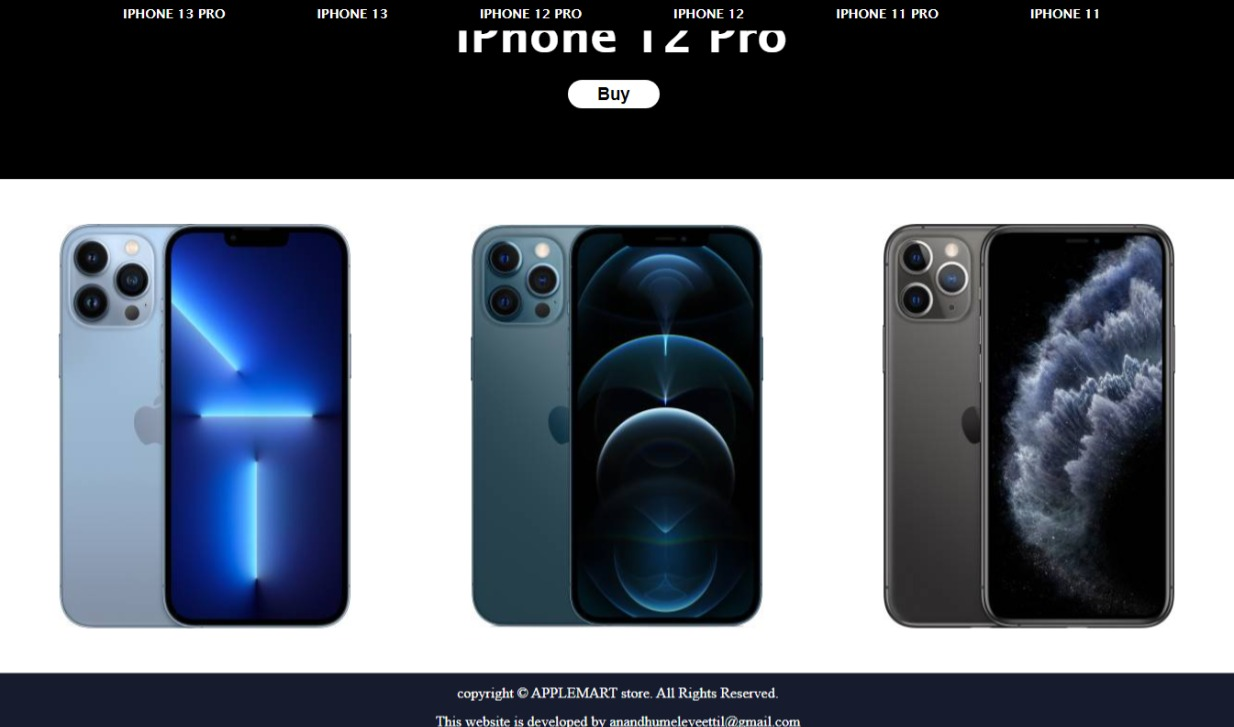 IPHONE 13 PRO IPHONE 13 IPHONE 12 PRO IPHONE 12 IPHONE 11 PRO IPHONE 11
iPhone 12 Pro
Buy
copyright © APPLEMART store. All Rights Reserved.
This website is developed by anandhumeleveettil@gmail.com